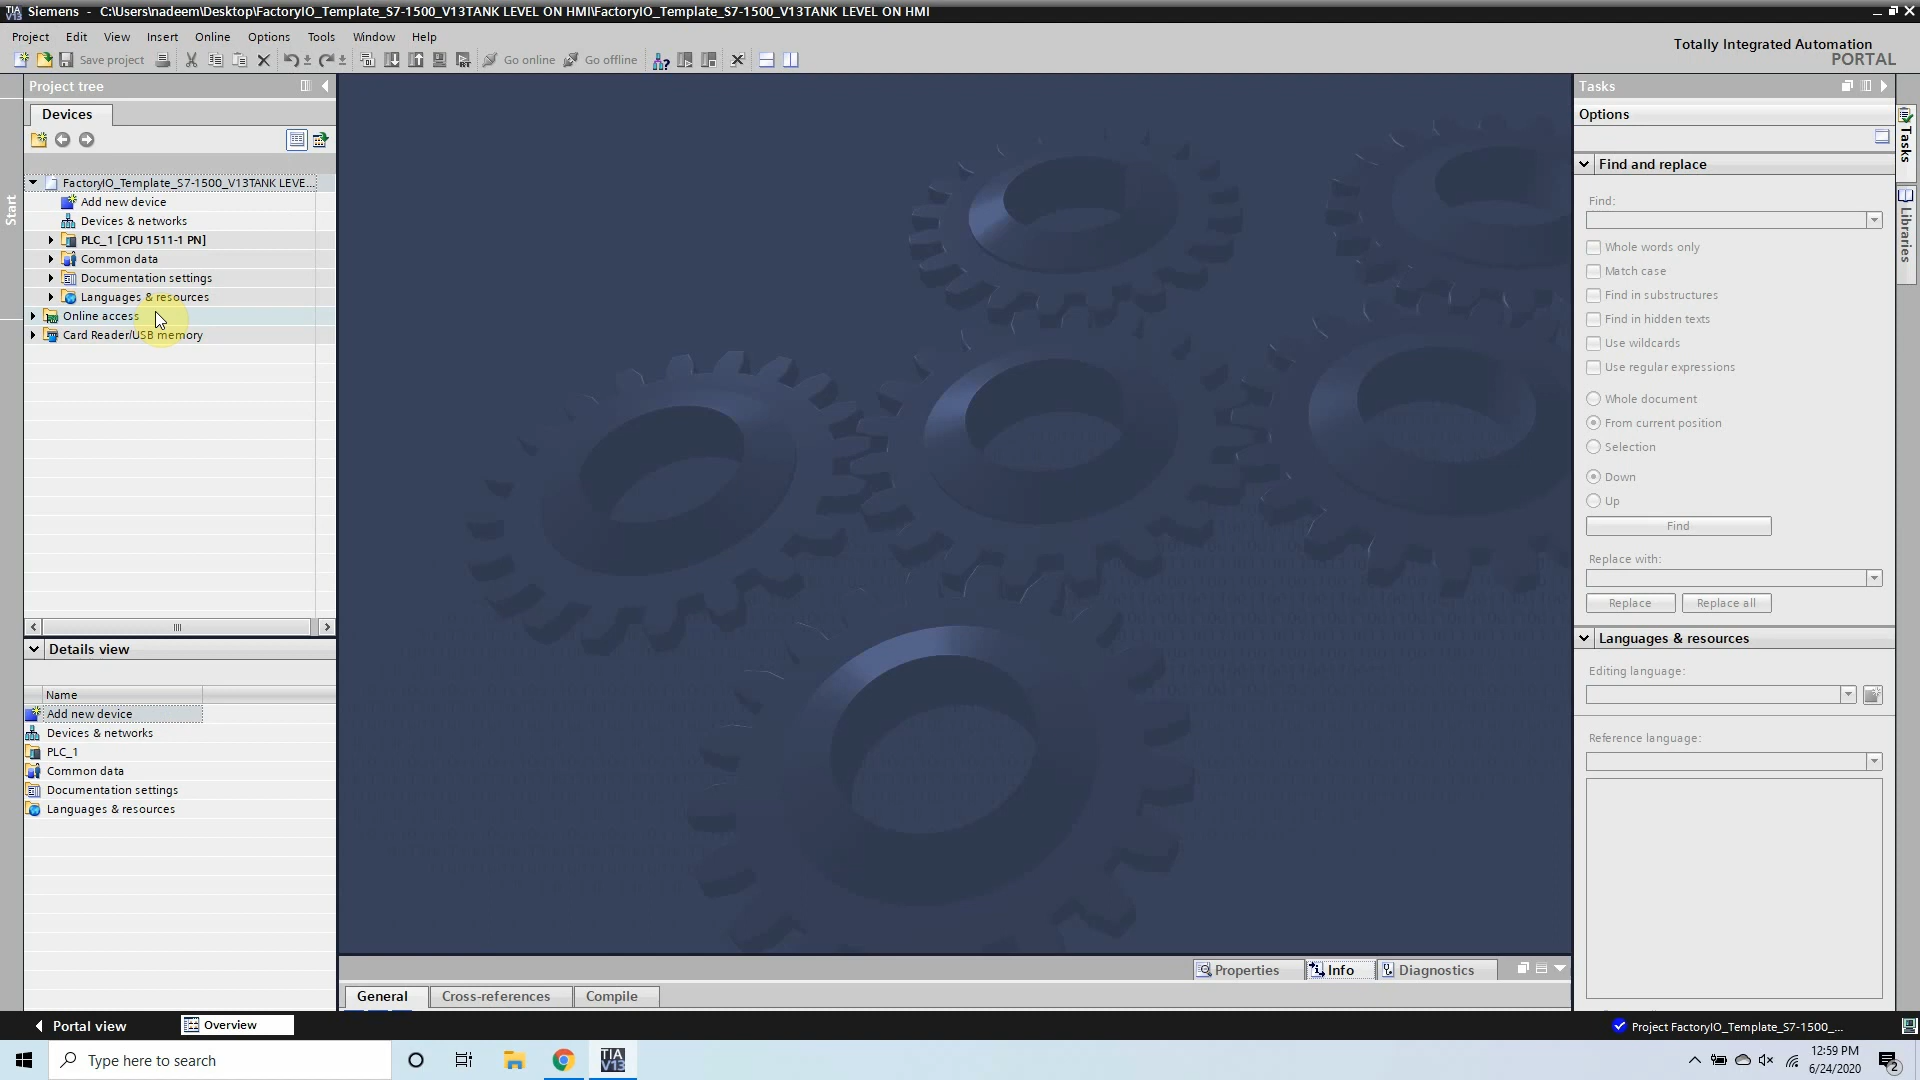 Siemens - C:\Users\nadeem\Desktop\FactoryIO_Template_S7-1500_V13TANK LEVEL ON HMI\FactoryIO_Template_S7-1500_V13TANK LEVEL ON HMI
Project Edit View Insert Online Options Tools Window Help
Totally Integrated Automation
PORTAL
Save project
Go online
Go offline
Project tree
Devices
Start
FactoryIO_Template_S7-1500_V13TANK LEVE...
Add new device
Devices & networks
PLC_1 [CPU 1511-1 PN]
Common data
Documentation settings
Languages & resources
Online access
Card Reader/USB memory
Details view
Name
Add new device
Devices & networks
PLC_1
Common data
Documentation settings
Languages & resources
Properties
Info
Diagnostics
General
Cross-references
Compile
Tasks
Options
Find and replace
Find:
Whole words only
Match case
Find in substructures
Find in hidden texts
Use wildcards
Use regular expressions
Whole document
From current position
Selection
Down
Up
Find
Replace with:
Replace
Replace all
Languages & resources
Editing language:
Reference language:
Tasks
Libraries
Portal view
Overview
Project FactoryIO_Template_S7-1500_...
Type here to search
TIA
V13
12:59 PM
6/24/2020
2